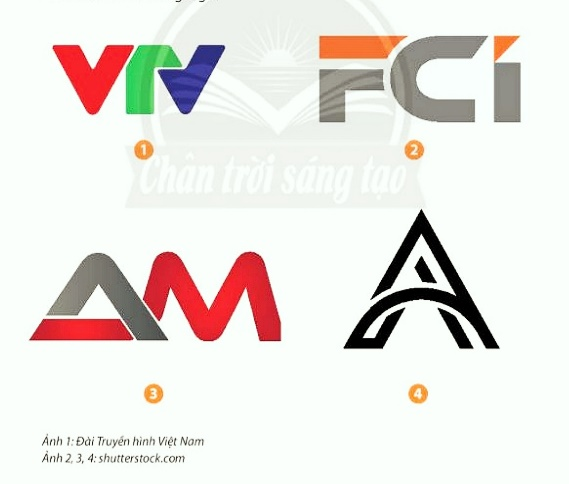 VTV
FCI
1
2
Chân trời sáng tạo
AM
A
3
4
Ảnh 1: Đài Truyền hình Việt Nam
Ảnh 2, 3, 4: shutterstock.com